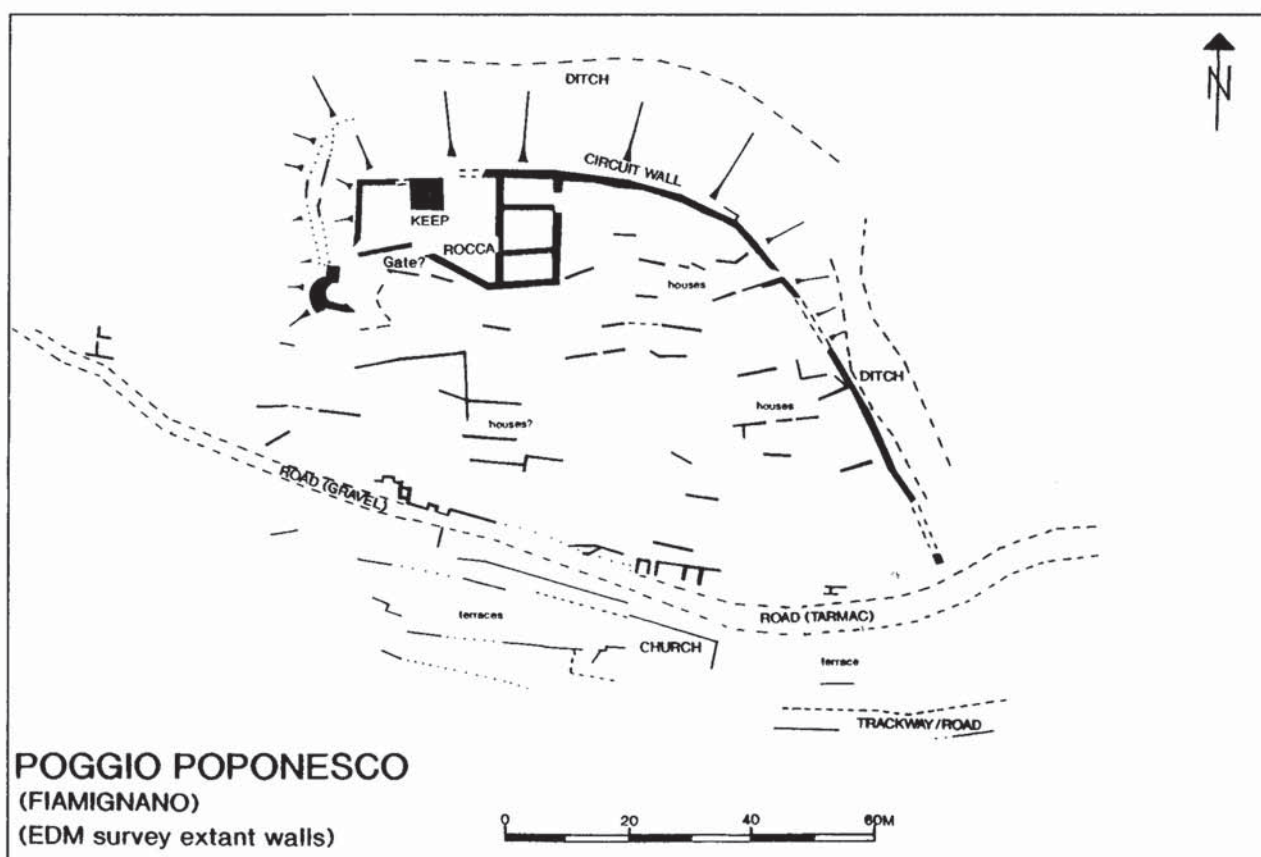 DITCH
N
CIRCUIT WALL
KEEP
ROCCA
Gate?
houses
DITCH
houses
houses?
ROAD (GRAVEL)
terraces
CHURCH
ROAD (TARMAC)
terrace
TRACKWAY/ROAD
POGGIO POPONESCO
(FIAMIGNANO)
(EDM survey extant walls)
0 20 40 60M